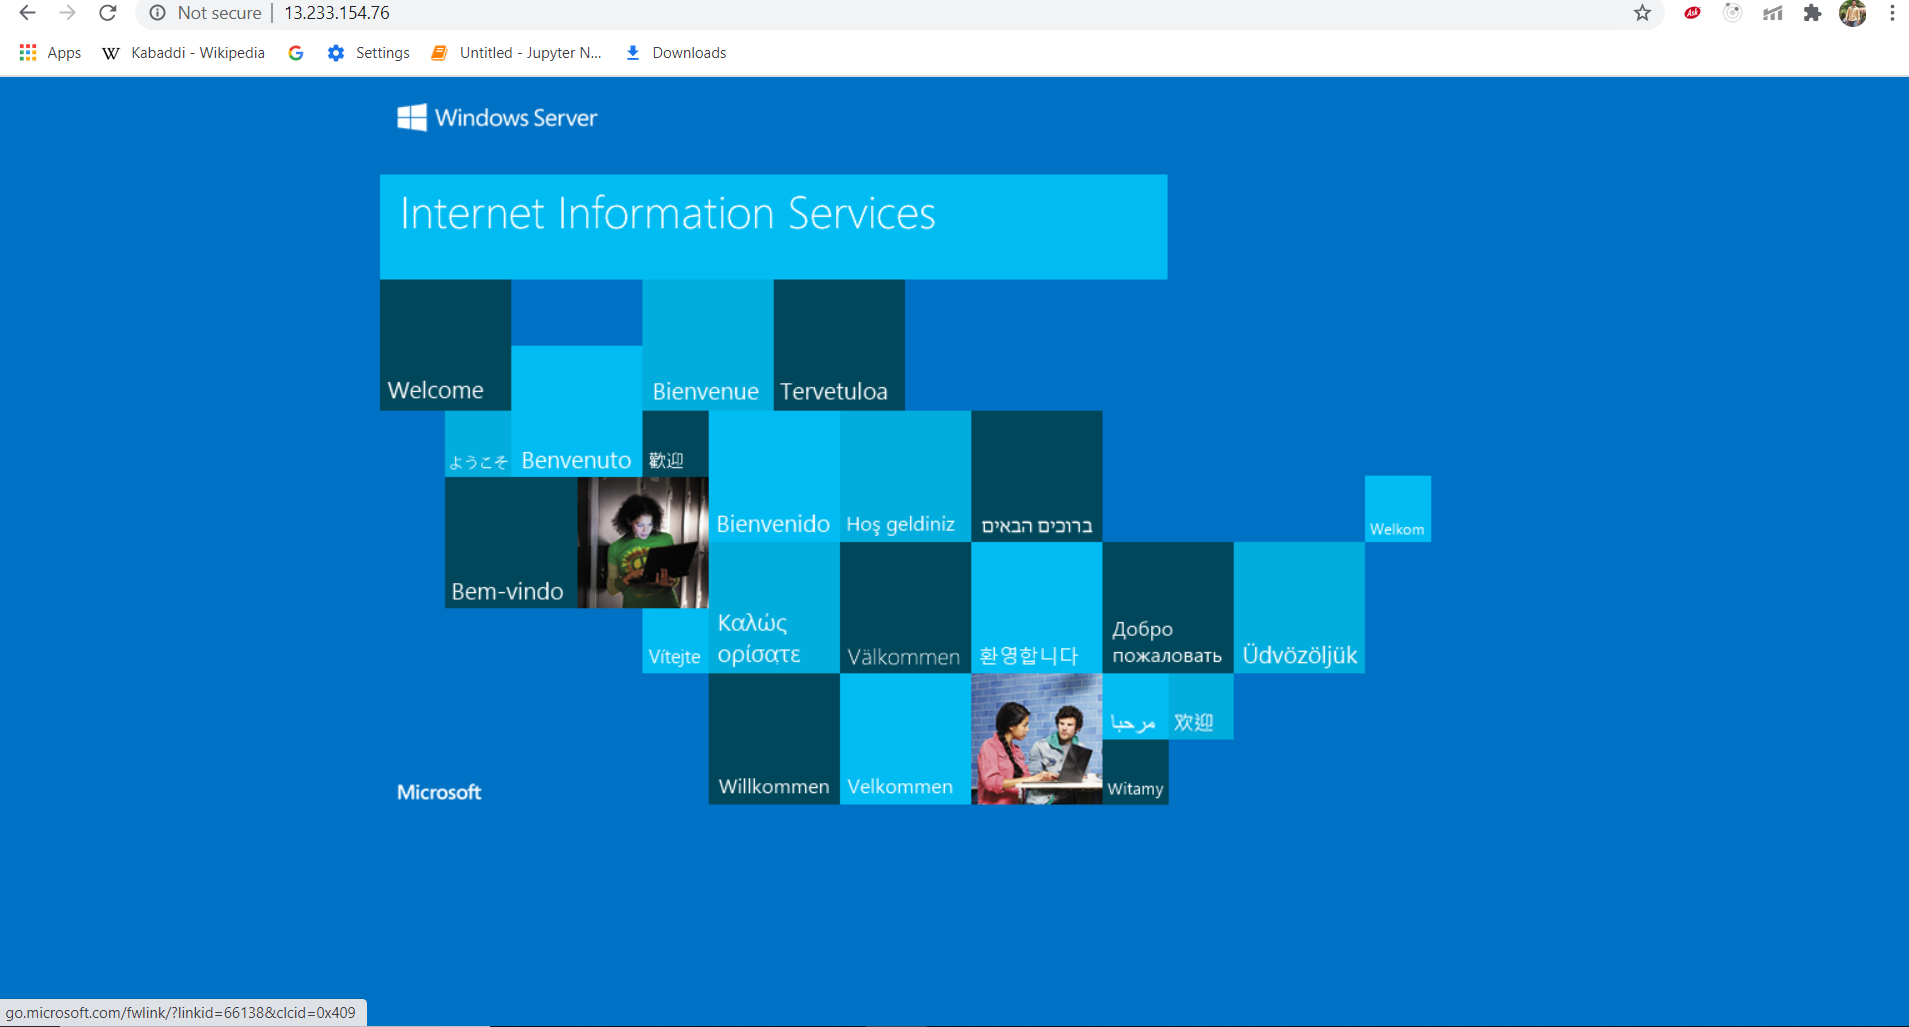 Not secure | 13.233.154.76
Apps Kabaddi - Wikipedia Settings Untitled - Jupyter N... Downloads
Windows Server
Internet Information Services
Welcome
Bienvenue
Tervetuloa
ようこそ
Benvenuto
歡迎
Bienvenido
Hoş geldiniz
ברוכים הבאים
Welkom
Bem-vindo
Vítejte
Καλώς
ορίσατε
Välkommen
환영합니다
Добро
пожаловать
Üdvözöljük
مرحبا
欢迎
Willkommen
Velkommen
Witamy
Microsoft
go.microsoft.com/fwlink/?linkid=66138&clcid=0x409